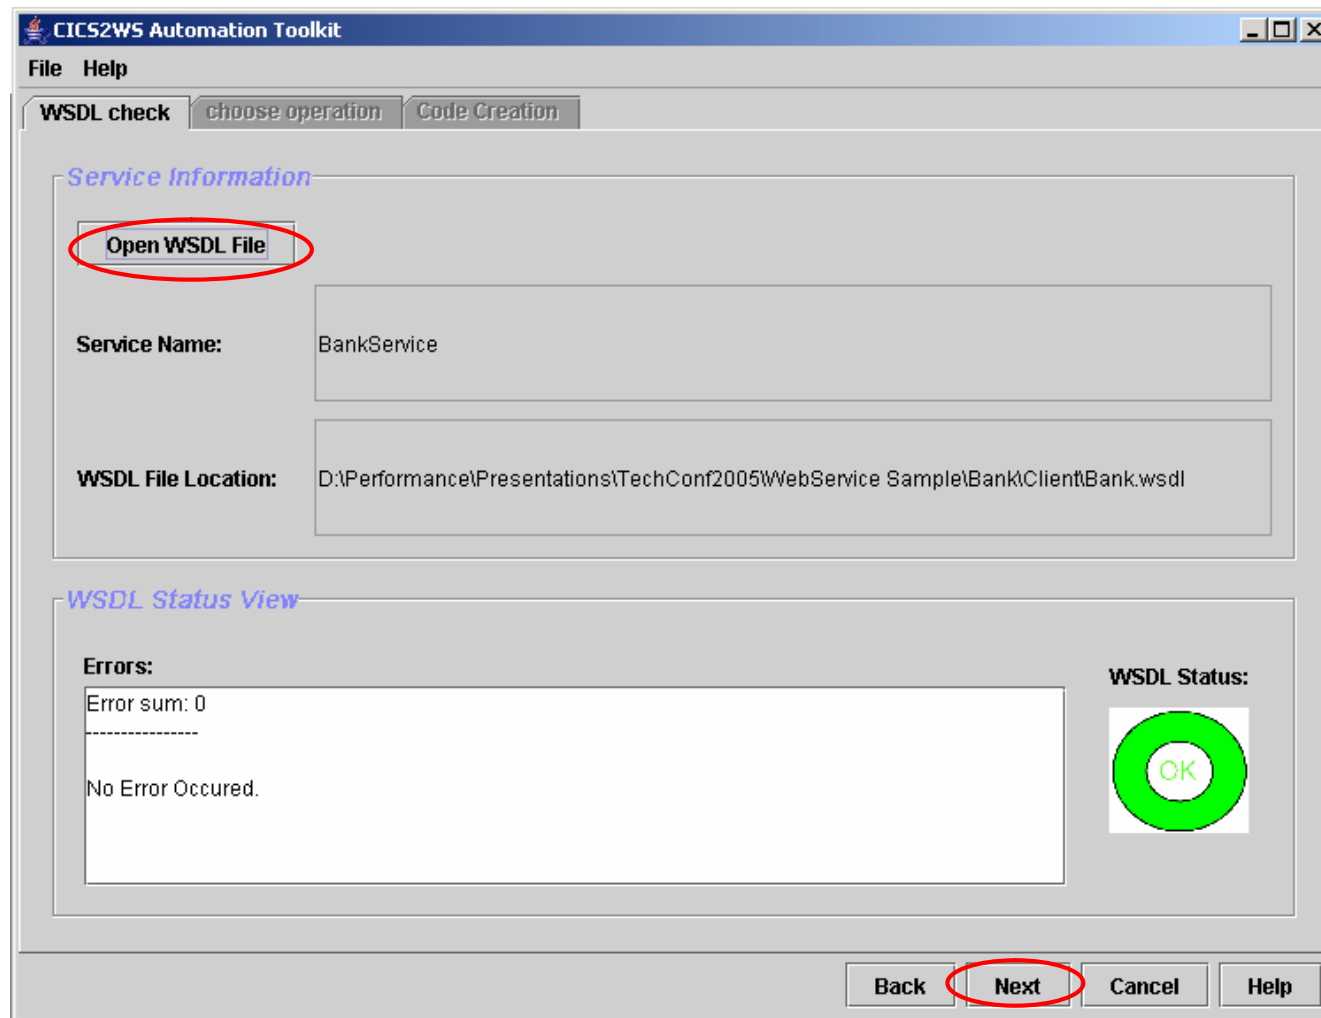 CICS2WS Automation Toolkit
File Help
WSDL check choose operation Code Creation
Service Information
Open WSDL File
Service Name: BankService
WSDL File Location: D:\Performance\Presentations\TechConf2005\WebService Sample\Bank\Client\Bank.wsdl
WSDL Status View
Errors:
WSDL Status:
Error sum: 0
----------------
No Error Occured.
OK
Back Next Cancel Help